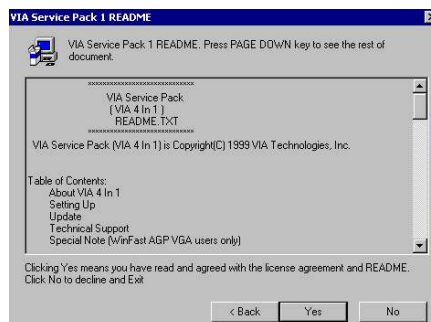 VIA Service Pack 1 README
VIA Service Pack 1 README. Press PAGE DOWN key to see the rest of
document.
VIA Service Pack
( VIA 4 In 1 )
README.TXT
VIA Service Pack (VIA 4 In 1) is Copyright(C) 1999 VIA Technologies, Inc.
Table of Contents:
About VIA 4 In 1
Setting Up
Update
Technical Support
Special Note (WinFast AGP VGA users only)
Clicking Yes means you have read and agreed with the license agreement and README.
Click No to decline and Exit
< Back Yes No